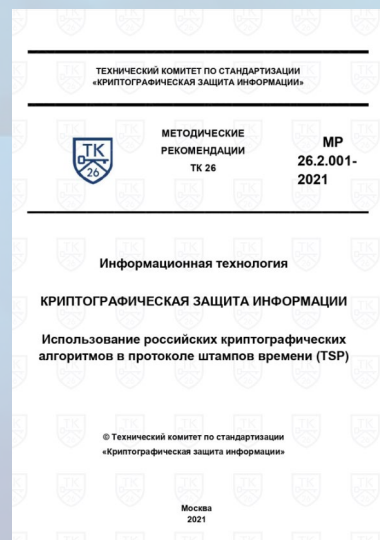 ТЕХНИЧЕСКИЙ КОМИТЕТ ПО СТАНДАРТИЗАЦИИ
«КРИПТОГРАФИЧЕСКАЯ ЗАЩИТА ИНФОРМАЦИИ»
ТК
26
МЕТОДИЧЕСКИЕ
РЕКОМЕНДАЦИИ
ТК 26
МР
26.2.001-
2021
Информационная технология
КРИПТОГРАФИЧЕСКАЯ ЗАЩИТА ИНФОРМАЦИИ
Использование российских криптографических
алгоритмов в протоколе штампов времени (TSP)
© Технический комитет по стандартизации
«Криптографическая защита информации»
Москва
2021